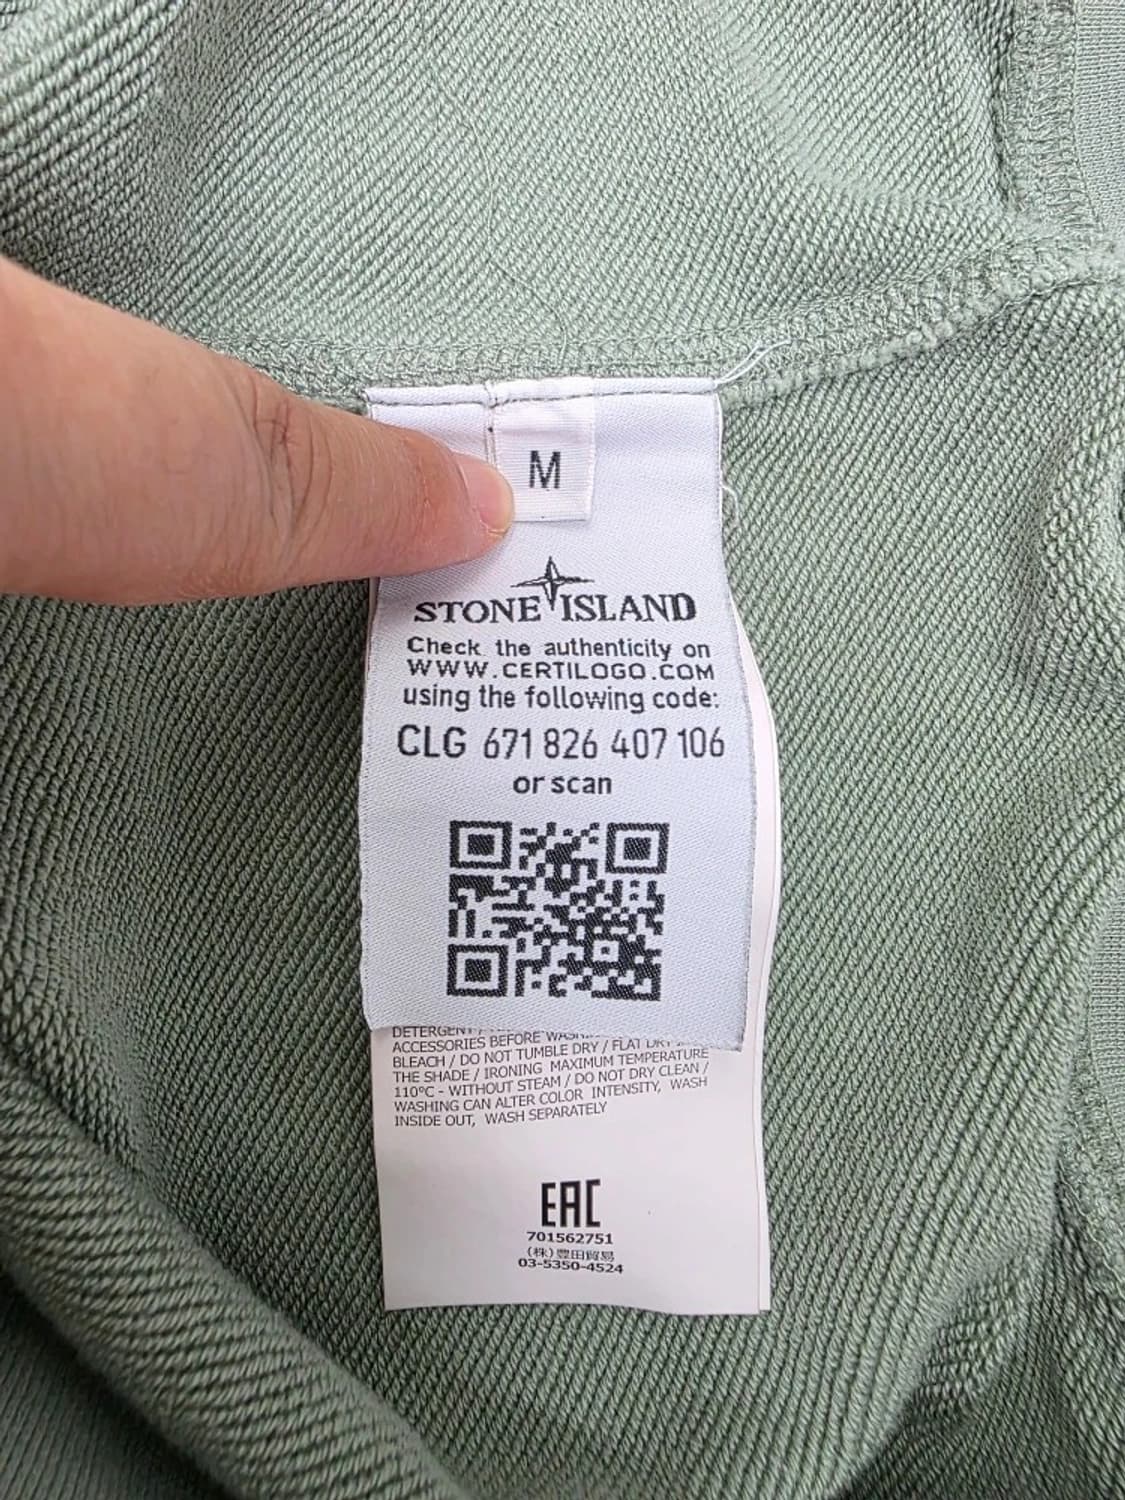 M
STONE ISLAND
Check the authenticity on
WWW.CERTILOGO.COM
using the following code:
CLG 671 826 407 106
or scan
DETERGENT /
ACCESSORIES BEFORE
BLEACH / DO NOT TUMBLE DRY / FLAT
THE SHADE / IRONING MAXIMUM TEMPERATURE
110°C - WITHOUT STEAM / DO NOT DRY CLEAN /
WASHING CAN ALTER COLOR INTENSITY, WASH
INSIDE OUT, WASH SEPARATELY
EAC
701562751
(株)豊田貿易
03-5350-4524